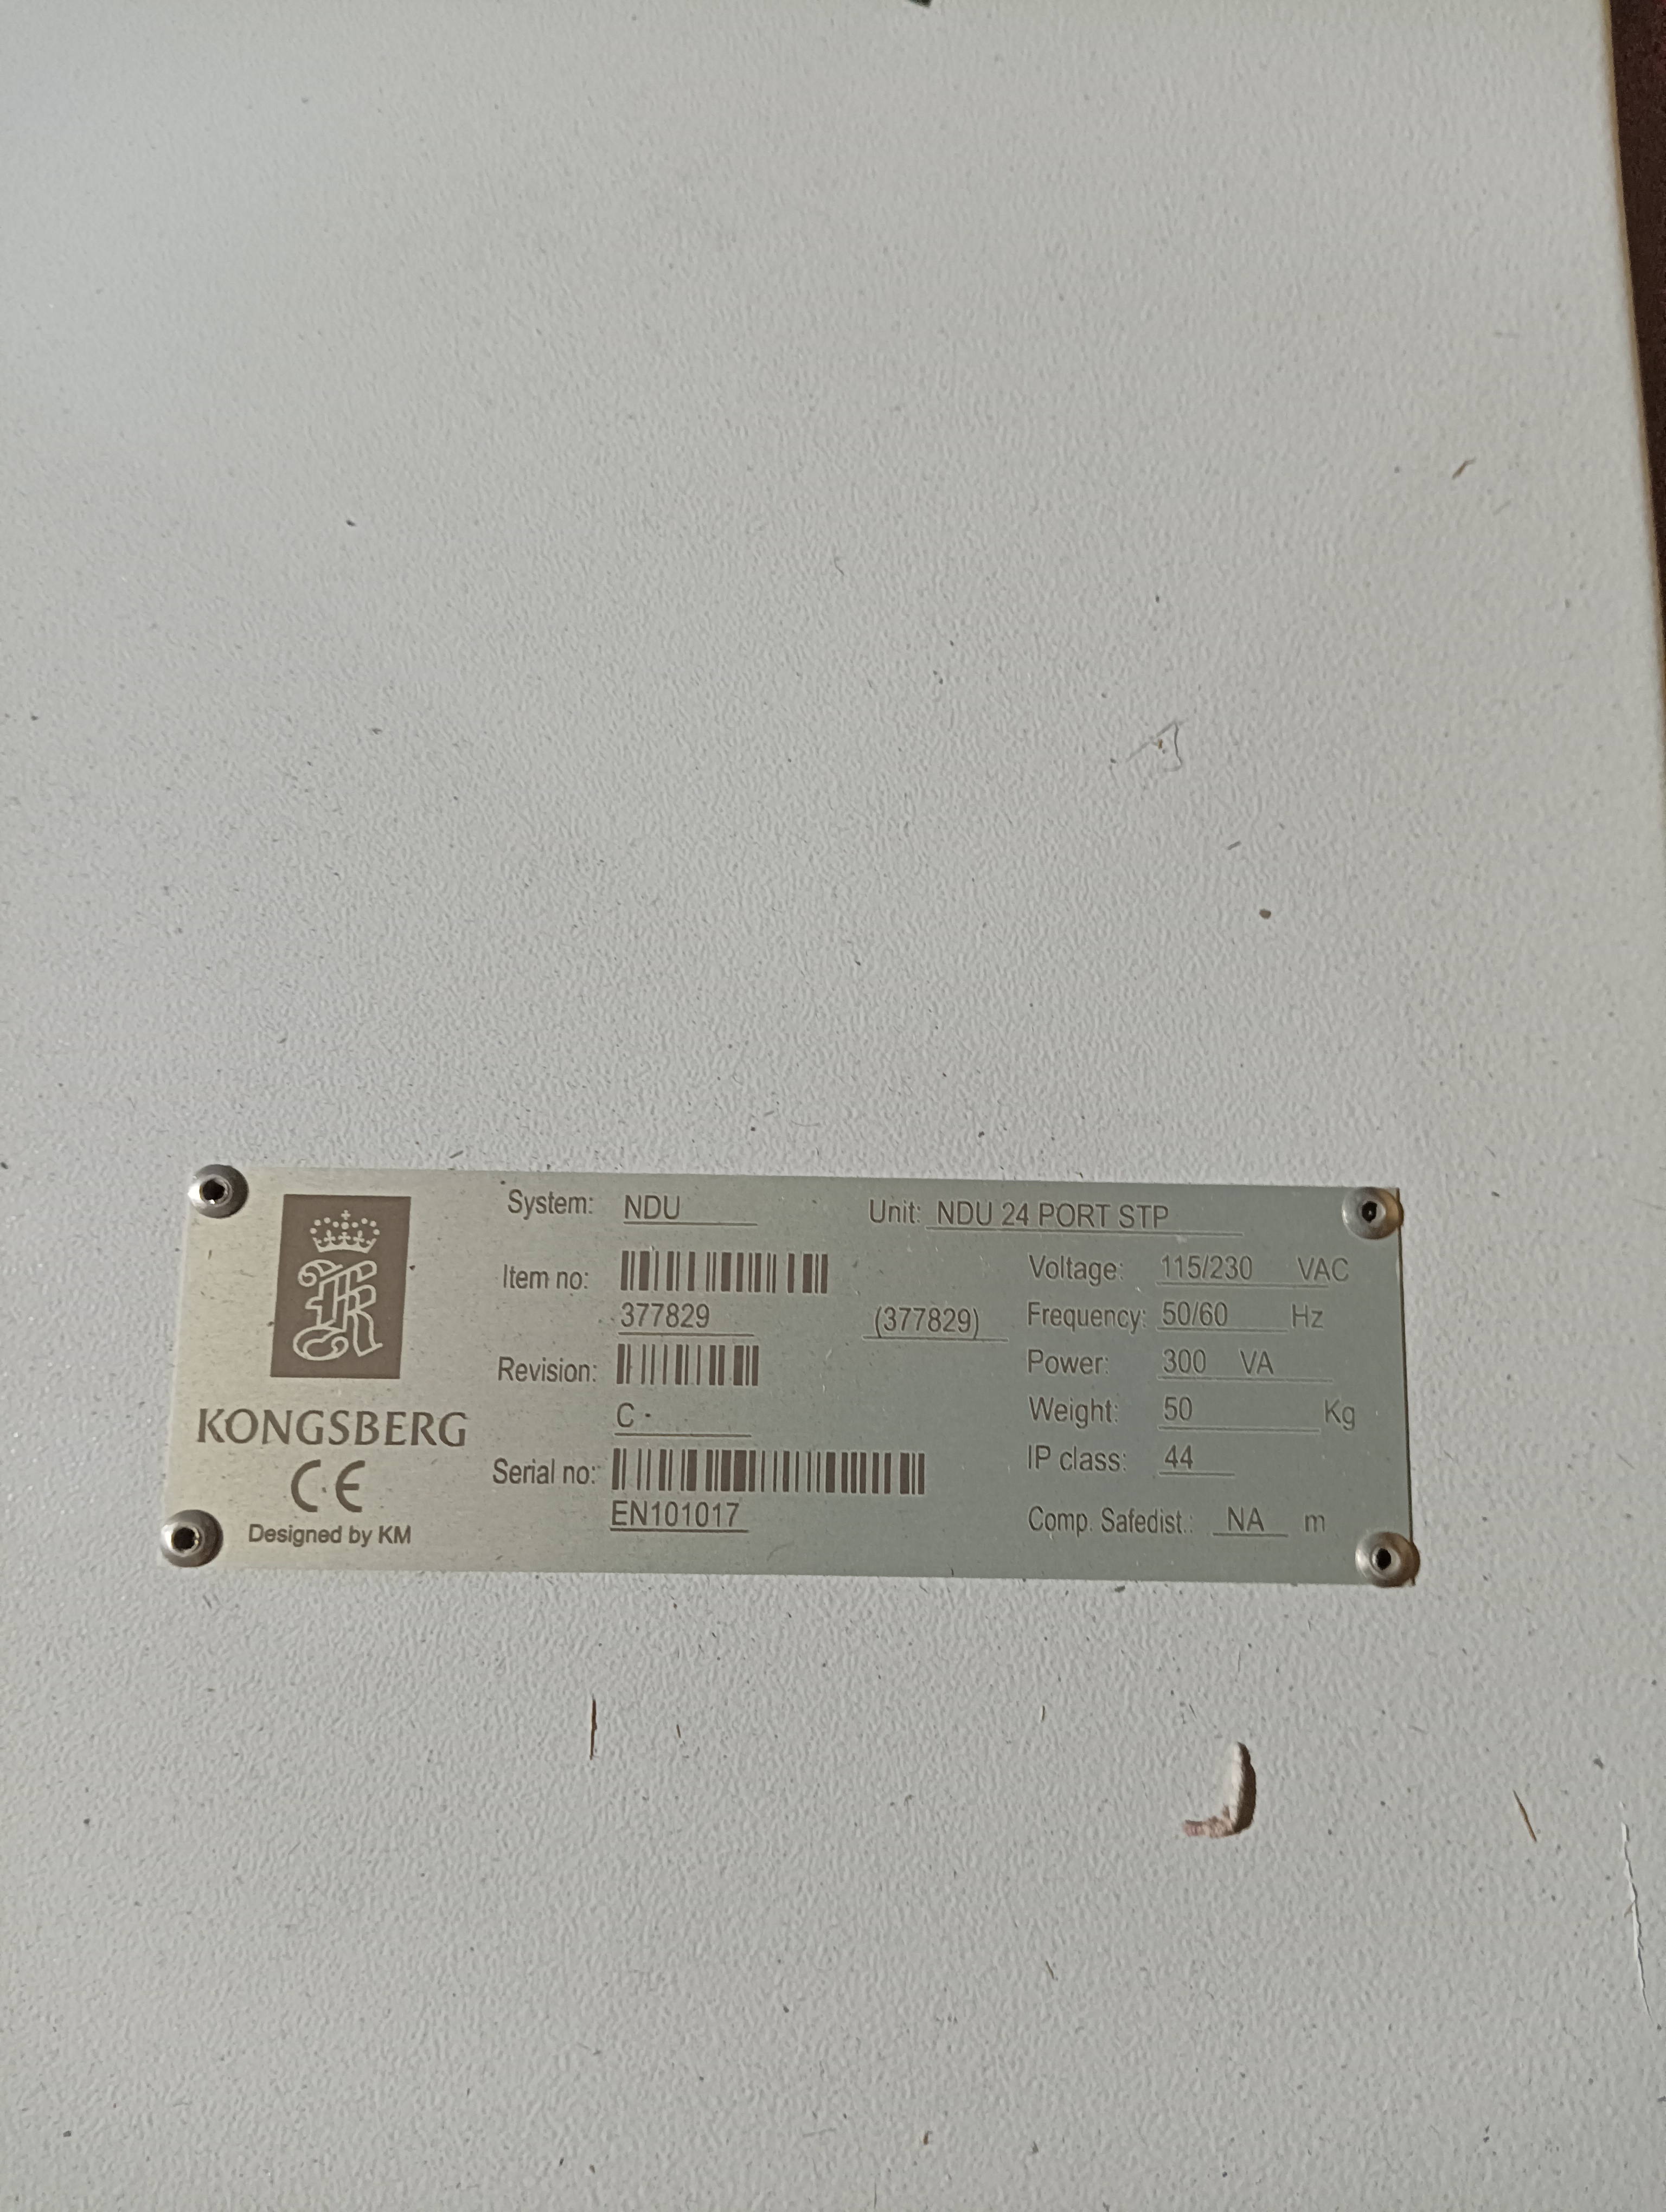 System: NDU Unit: NDU 24 PORT STP
Item no:
377829 (377829)
Revision:
C -
Serial no:
EN101017
Voltage: 115/230 VAC
Frequency: 50/60 Hz
Power: 300 VA
Weight: 50 Kg
IP class: 44
Comp. Safedist.: NA m
KONGSBERG
CE
Designed by KM